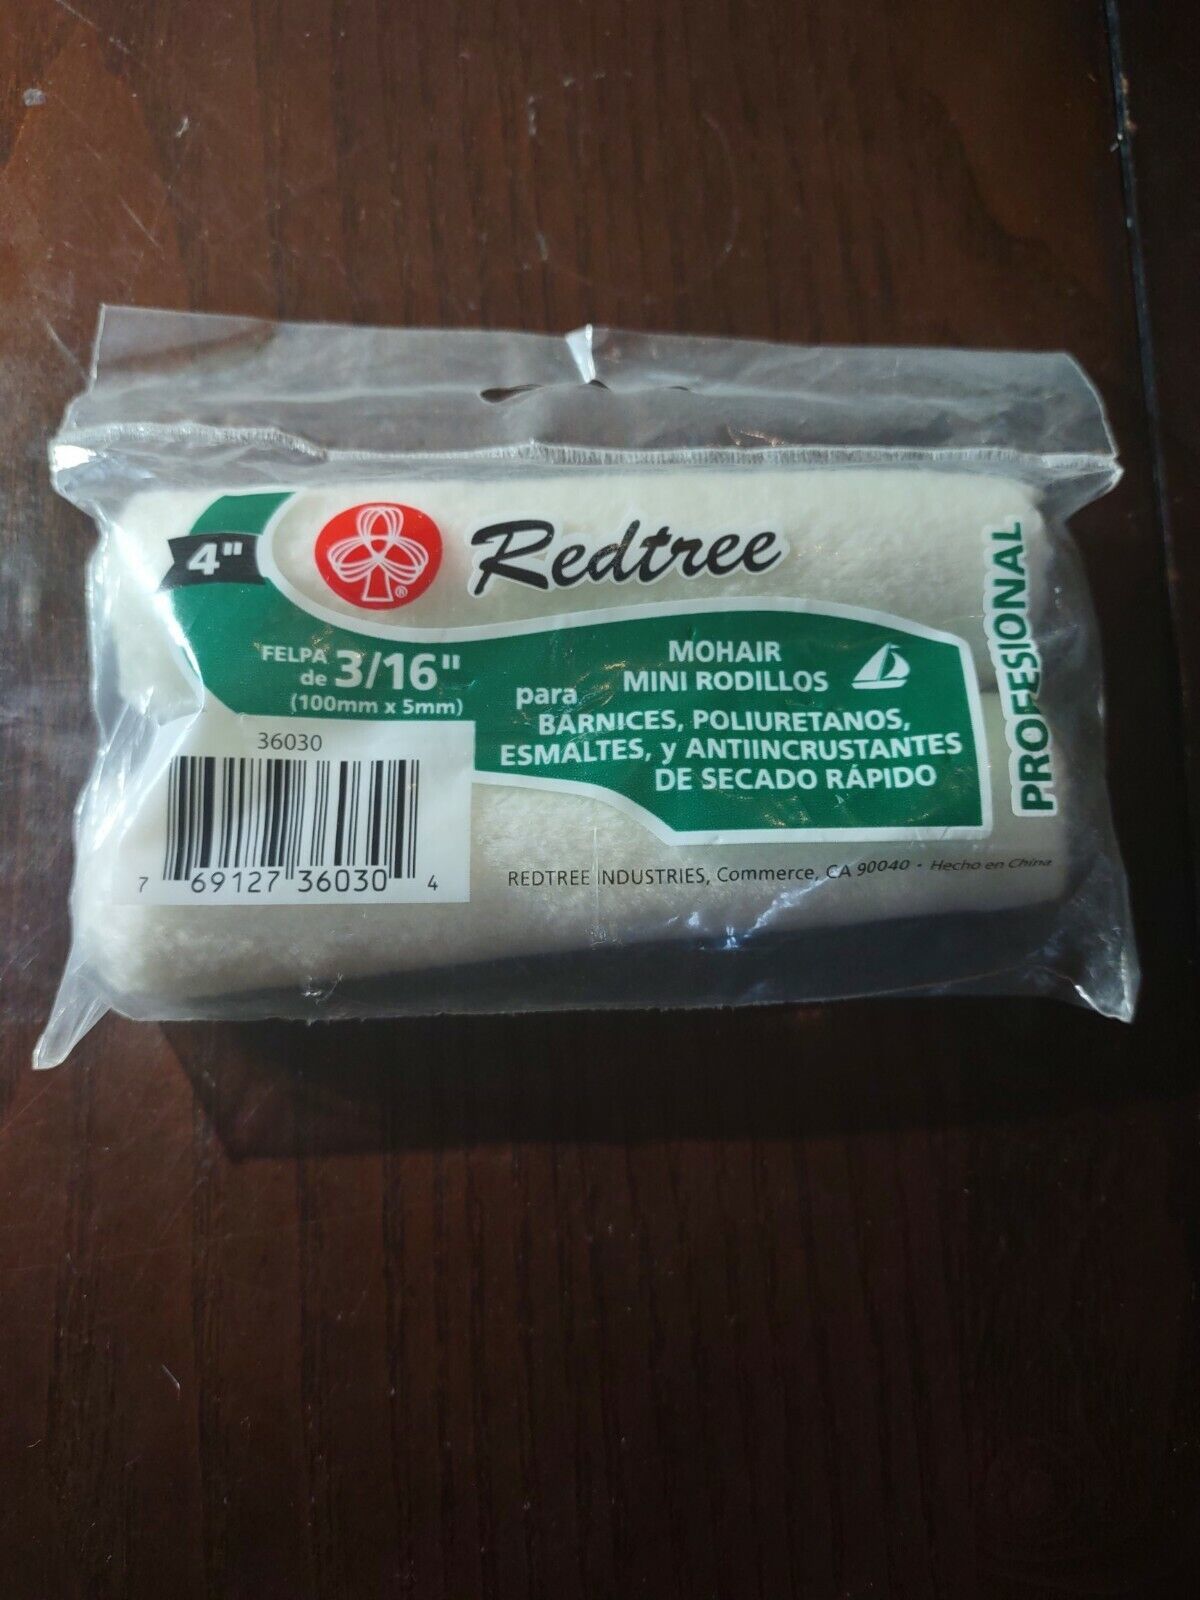 4"
Redtree
®
FELPA
de 3/16"
(100mm x 5mm)
MOHAIR
MINI RODILLOS
para
BARNICES, POLIURETANOS,
ESMALTES, y ANTIINCRUSTANTES
DE SECADO RÁPIDO
PROFESIONAL
36030
7 69127 36030 4
REDTREE INDUSTRIES, Commerce, CA 90040 • Hecho en China